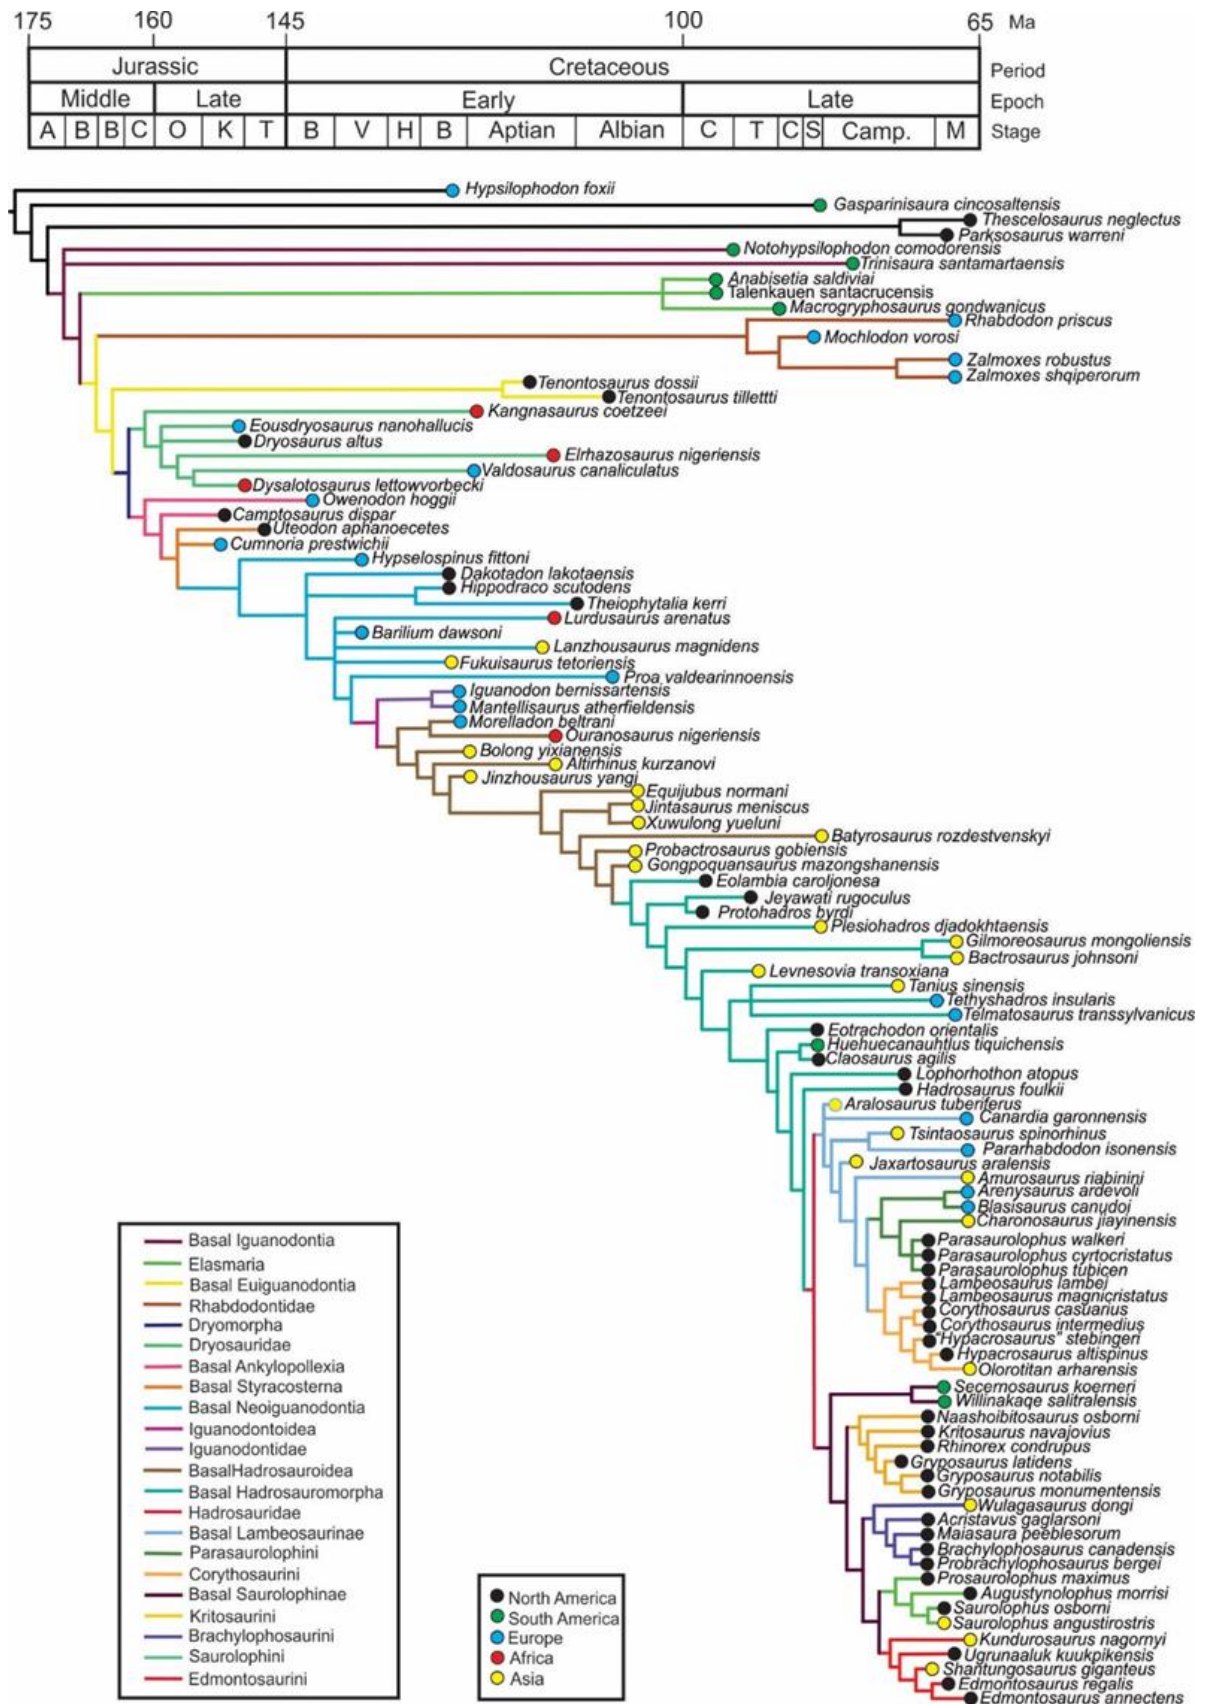 175 160 145 100 65 Ma
Jurassic Cretaceous Period
Middle Late Early Late Epoch
A B B C O K T B V H B Aptian Albian C T C S Camp. M Stage
Hypsilophodon foxii
Gasparinisaura cincosaltensis
Thescelosaurus neglectus
Parksosaurus warreni
Notohypsilophodon comodorensis
Trinisaura santamartaensis
Anabisetia saldiviai
Talenkauen santacrucensis
Macrogryphosaurus gondwanicus
Rhabdodon priscus
Mochlodon vorosi
Zalmoxes robustus
Zalmoxes shqiperorum
Tenontosaurus dossii
Tenontosaurus tillettti
Kangnasaurus coetzeei
Eousdryosaurus nanohallucis
Dryosaurus altus
Elrhazosaurus nigeriensis
Valdosaurus canaliculatus
Dysalotosaurus lettowvorbecki
Owenodon hoggii
Camptosaurus dispar
Uteodon aphanoecetes
Cumnoria prestwichii
Hypselospinus fittoni
Dakotadon lakotaensis
Hippodraco scutodens
Theiophytalia kerri
Lurdusaurus arenatus
Barilium dawsoni
Lanzhousaurus magnidens
Fukuisaurus tetoriensis
Proa valdearinnoensis
Iguanodon bernissartensis
Mantellisaurus atherfieldensis
Morelladon beltrani
Ouranosaurus nigeriensis
Bolong yixianensis
Altirhinus kurzanovi
Jinzhousaurus yangi
Equijubus normani
Jintasaurus meniscus
Xuwulong yueluni
Batyrosaurus rozdestvenskyi
Probactrosaurus gobiensis
Gongpoquansaurus mazongshanensis
Eolambia caroljonesa
Jeyawati rugoculus
Protohadros byrdi
Plesiohadros djadokhtaensis
Gilmoreosaurus mongoliensis
Bactrosaurus johnsoni
Levnesovia transoxiana
Tanius sinensis
Tethyshadros insularis
Telmatosaurus transsylvanicus
Eotrachodon orientalis
Huehuecanauhtlus tiquichensis
Claosaurus agilis
Lophorhothon atopus
Hadrosaurus foulkii
Aralosaurus tuberiferus
Canardia garonnensis
Tsintaosaurus spinorhinus
Pararhabdodon isonensis
Jaxartosaurus aralensis
Amurosaurus riabinini
Arenysaurus ardevoli
Blasisaurus canudoi
Charonosaurus jiayinensis
Parasaurolophus walkeri
Parasaurolophus cyrtocristatus
Parasaurolophus tubicen
Lambeosaurus lambei
Lambeosaurus magnicristatus
Corythosaurus casuarius
Corythosaurus intermedius
"Hypacrosaurus" stebingeri
Hypacrosaurus altispinus
Olorotitan arharensis
Secernosaurus koerneri
Willinakaqe salitralensis
Naashoibitosaurus osborni
Kritosaurus navajovius
Rhinorex condrupus
Gryposaurus latidens
Gryposaurus notabilis
Gryposaurus monumentensis
Wulagasaurus dongi
Acristavus gaglarsoni
Maiasaura peeblesorum
Brachylophosaurus canadensis
Probrachylophosaurus bergei
Prosaurolophus maximus
Augustynolophus morrisi
Saurolophus osborni
Saurolophus angustirostris
Kundurosaurus nagornyi
Ugrunaaluk kuukpikensis
Shantungosaurus giganteus
Edmontosaurus regalis
Edmontosaurus annectens
Basal Iguanodontia
Elasmaria
Basal Euiguanodontia
Rhabdodontidae
Dryomorpha
Dryosauridae
Basal Ankylopollexia
Basal Styracosterna
Basal Neoiguanodontia
Iguanodontoidea
Iguanodontidae
BasalHadrosauroidea
Basal Hadrosauromorpha
Hadrosauridae
Basal Lambeosaurinae
Parasaurolophini
Corythosaurini
Basal Saurolophinae
Kritosaurini
Brachylophosaurini
Saurolophini
Edmontosaurini
North America
South America
Europe
Africa
Asia